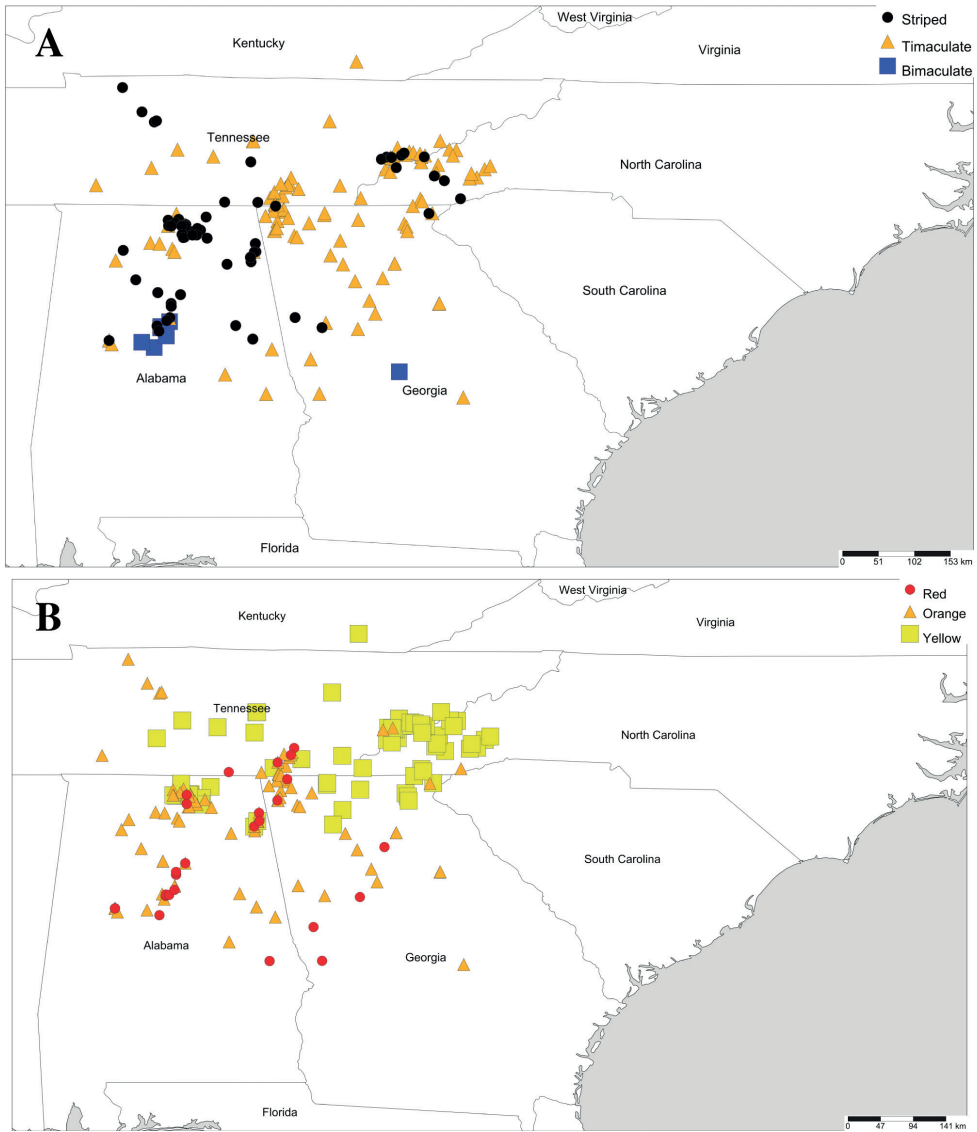 A
West Virginia
Kentucky
Virginia
Striped
Timaculate
Bimaculate
Tennessee
North Carolina
South Carolina
Alabama
Georgia
Florida
0 51 102 153 km
B
West Virginia
Kentucky
Virginia
Red
Orange
Yellow
Tennessee
North Carolina
South Carolina
Alabama
Georgia
Florida
0 47 94 141 km